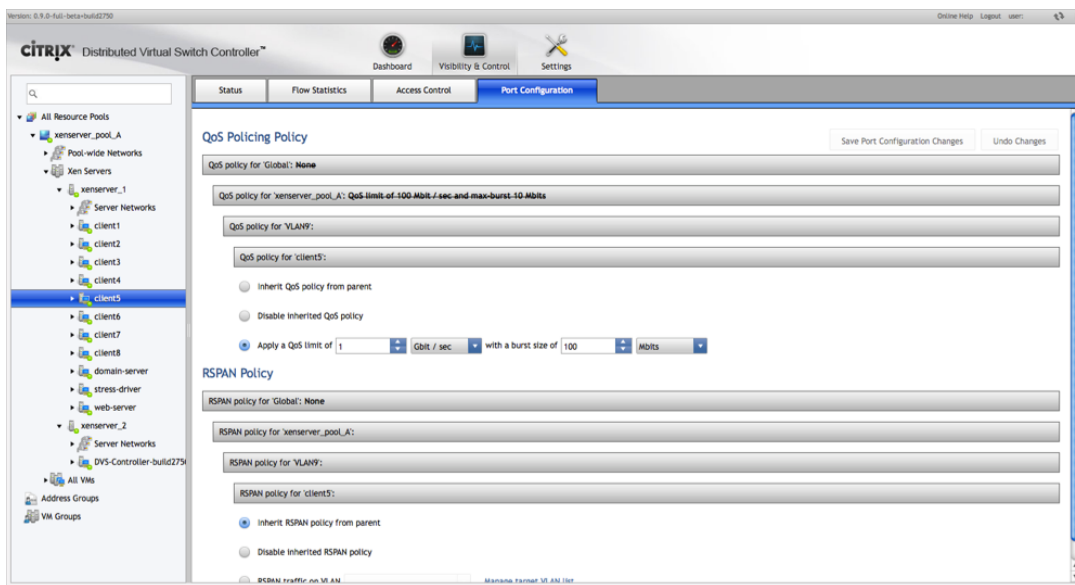 Version: 0.9.0-full-beta+build2750
Online Help Logout user:
CİTRIX Distributed Virtual Switch Controller™
Dashboard Visibility & Control Settings
Status Flow Statistics Access Control Port Configuration
All Resource Pools
xenserver_pool_A
Pool-wide Networks
Xen Servers
xenserver_1
Server Networks
client1
client2
client3
client4
client5
client6
client7
client8
domain-server
stress-driver
web-server
xenserver_2
Server Networks
DVS-Controller-build275
All VMs
Address Groups
VM Groups
QoS Policing Policy
Save Port Configuration Changes Undo Changes
QoS policy for 'Global': None
QoS policy for 'xenserver_pool_A': QoS limit of 100 Mbit / sec and max-burst 10 Mbits
QoS policy for 'VLAN9':
QoS policy for 'client5':
Inherit QoS policy from parent
Disable inherited QoS policy
Apply a QoS limit of 1 Gbit / sec with a burst size of 100 Mbits
RSPAN Policy
RSPAN policy for 'Global': None
RSPAN policy for 'xenserver_pool_A':
RSPAN policy for 'VLAN9':
RSPAN policy for 'client5':
Inherit RSPAN policy from parent
Disable inherited RSPAN policy
RSPAN traffic on VLAN Manage target VLAN list